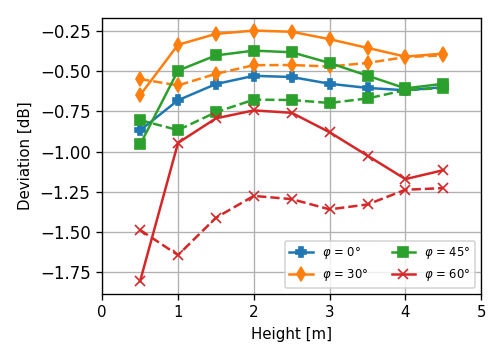 −0.25
−0.50
−0.75
−1.00
−1.25
−1.50
−1.75
Deviation [dB]
0 1 2 3 4 5
Height [m]
φ = 0°
φ = 30°
φ = 45°
φ = 60°